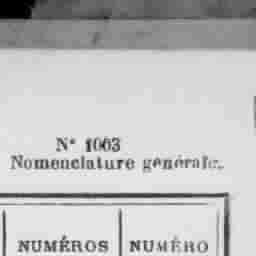 N° 1063
Nomenclature générale.
NUMÉROS NUMÉRO